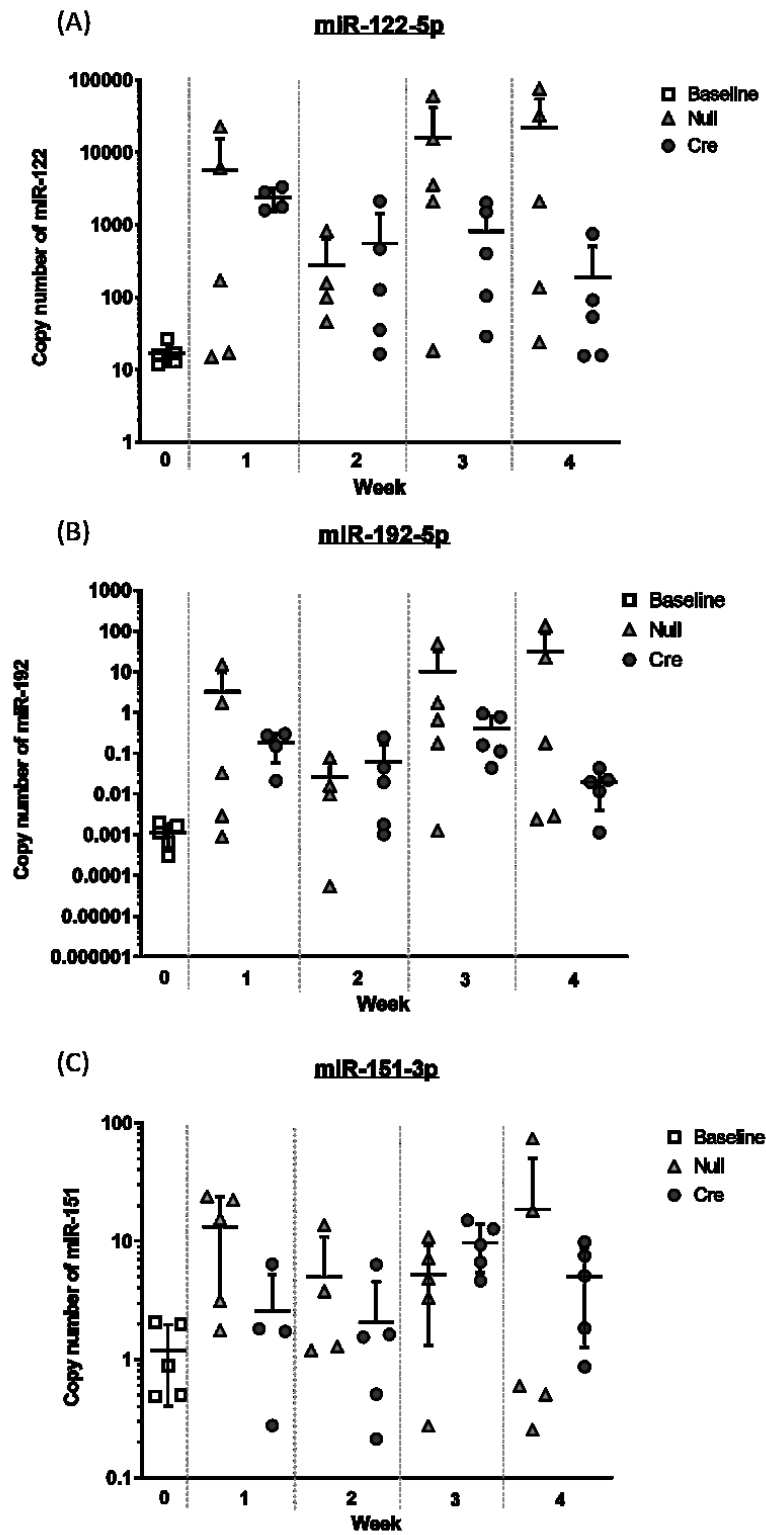 (A)
miR-122-5p
100000
10000
1000
100
10
1
Copy number of miR-122
Baseline
Null
Cre
0 1 2 3 4
Week
(B)
miR-192-5p
1000
100
10
1
0.1
0.01
0.001
0.0001
0.00001
0.000001
Copy number of miR-192
Baseline
Null
Cre
0 1 2 3 4
Week
(C)
miR-151-3p
100
10
1
0.1
Copy number of miR-151
Baseline
Null
Cre
0 1 2 3 4
Week